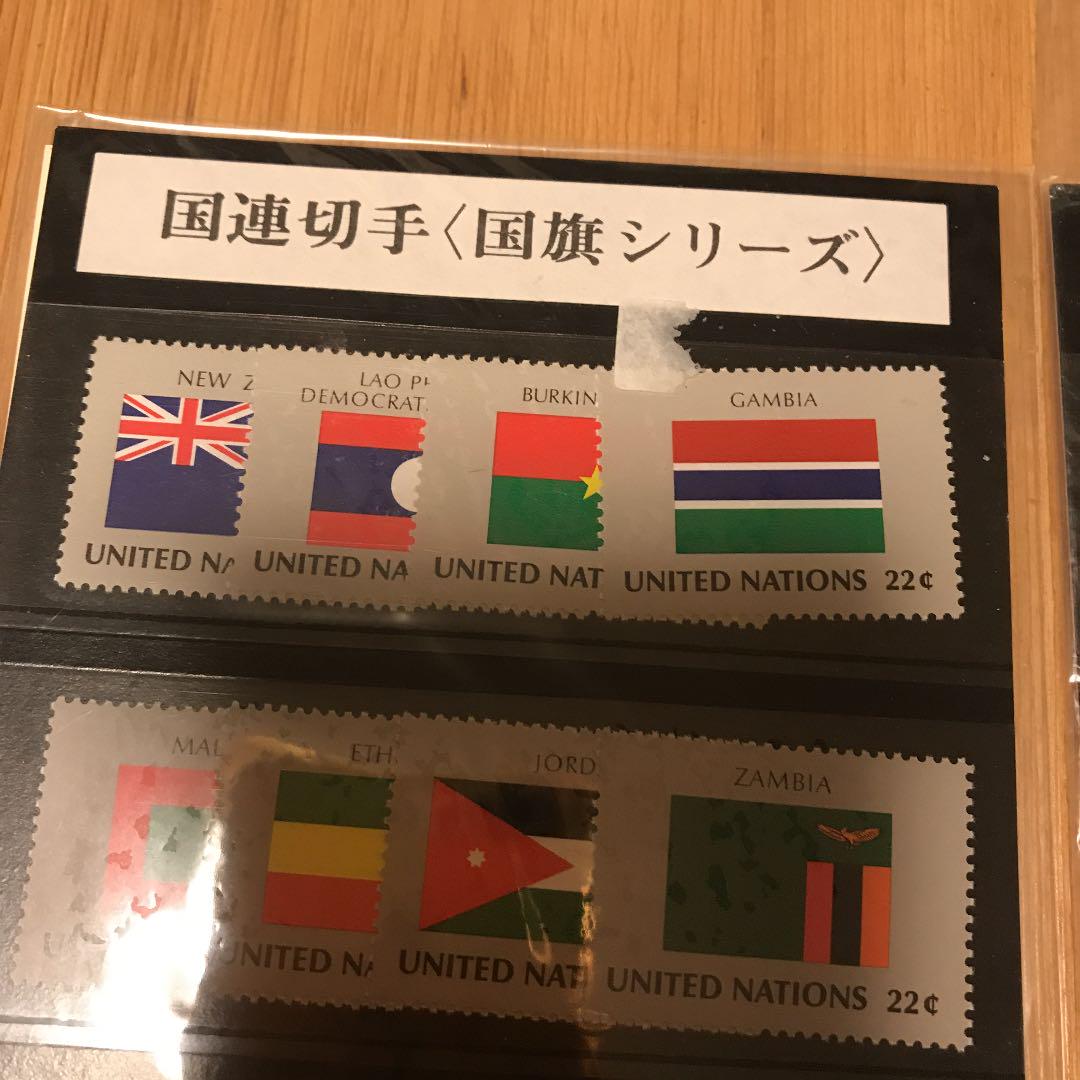 国連切手〈国旗シリーズ〉
NEW Z
UNITED NA
LAO P
DEMOCRAT
UNITED NA
BURKIN
UNITED NAT
GAMBIA
UNITED NATIONS 22¢
MAL
ETH
UNITED NA
JORD
UNITED NAT
ZAMBIA
UNITED NATIONS 22¢